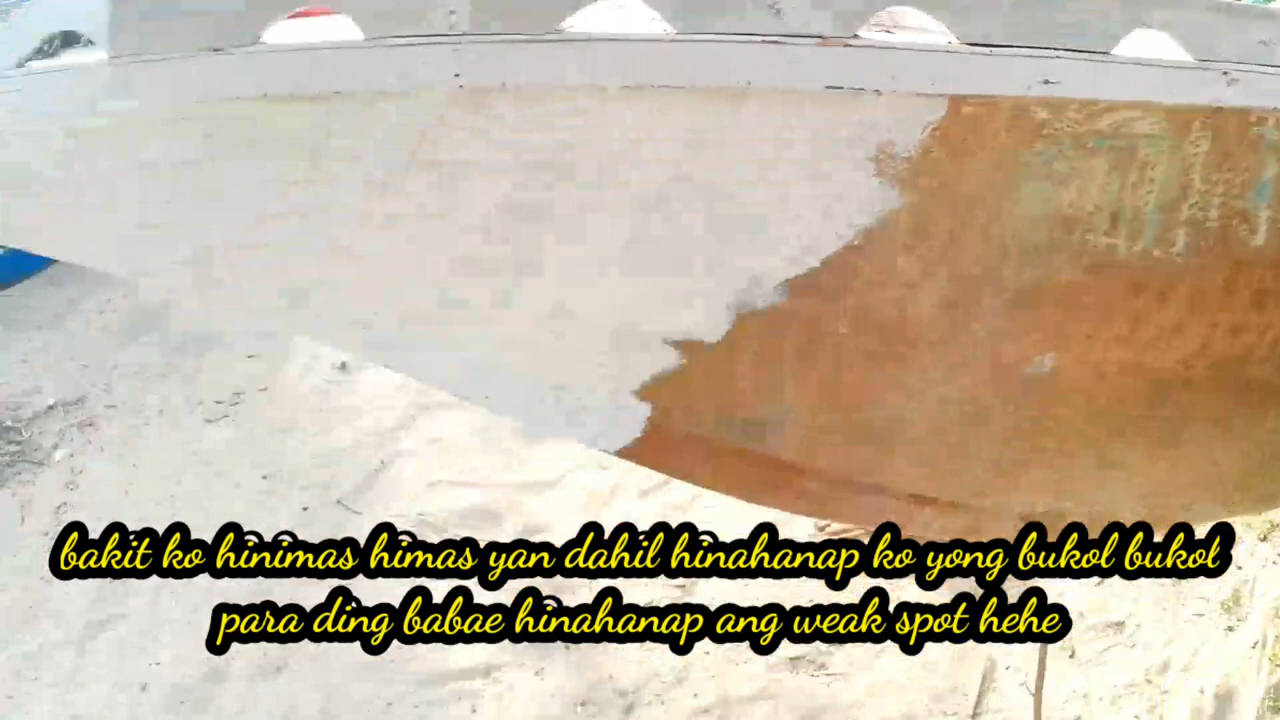 bakit ko hinimas himas yan dahil hinahanap ko yong bukol bukol
para ding babae hinahanap ang weak spot hehe